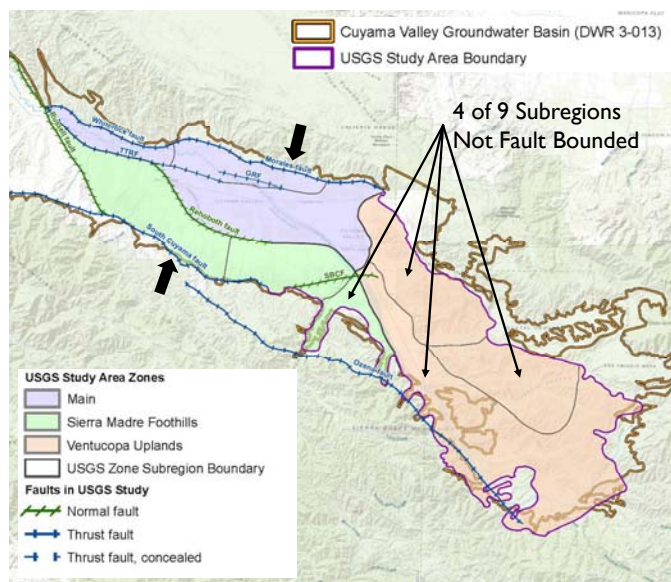 Cuyama Valley Groundwater Basin (DWR 3-013)
USGS Study Area Boundary
4 of 9 Subregions
Not Fault Bounded
Whiterock fault
Russell fault
TTRF
GRF
Morales fault
Rehoboth fault
South Cuyama fault
SBCF
Ozena fault
USGS Study Area Zones
Main
Sierra Madre Foothills
Ventucopa Uplands
USGS Zone Subregion Boundary
Faults in USGS Study
Normal fault
Thrust fault
Thrust fault, concealed